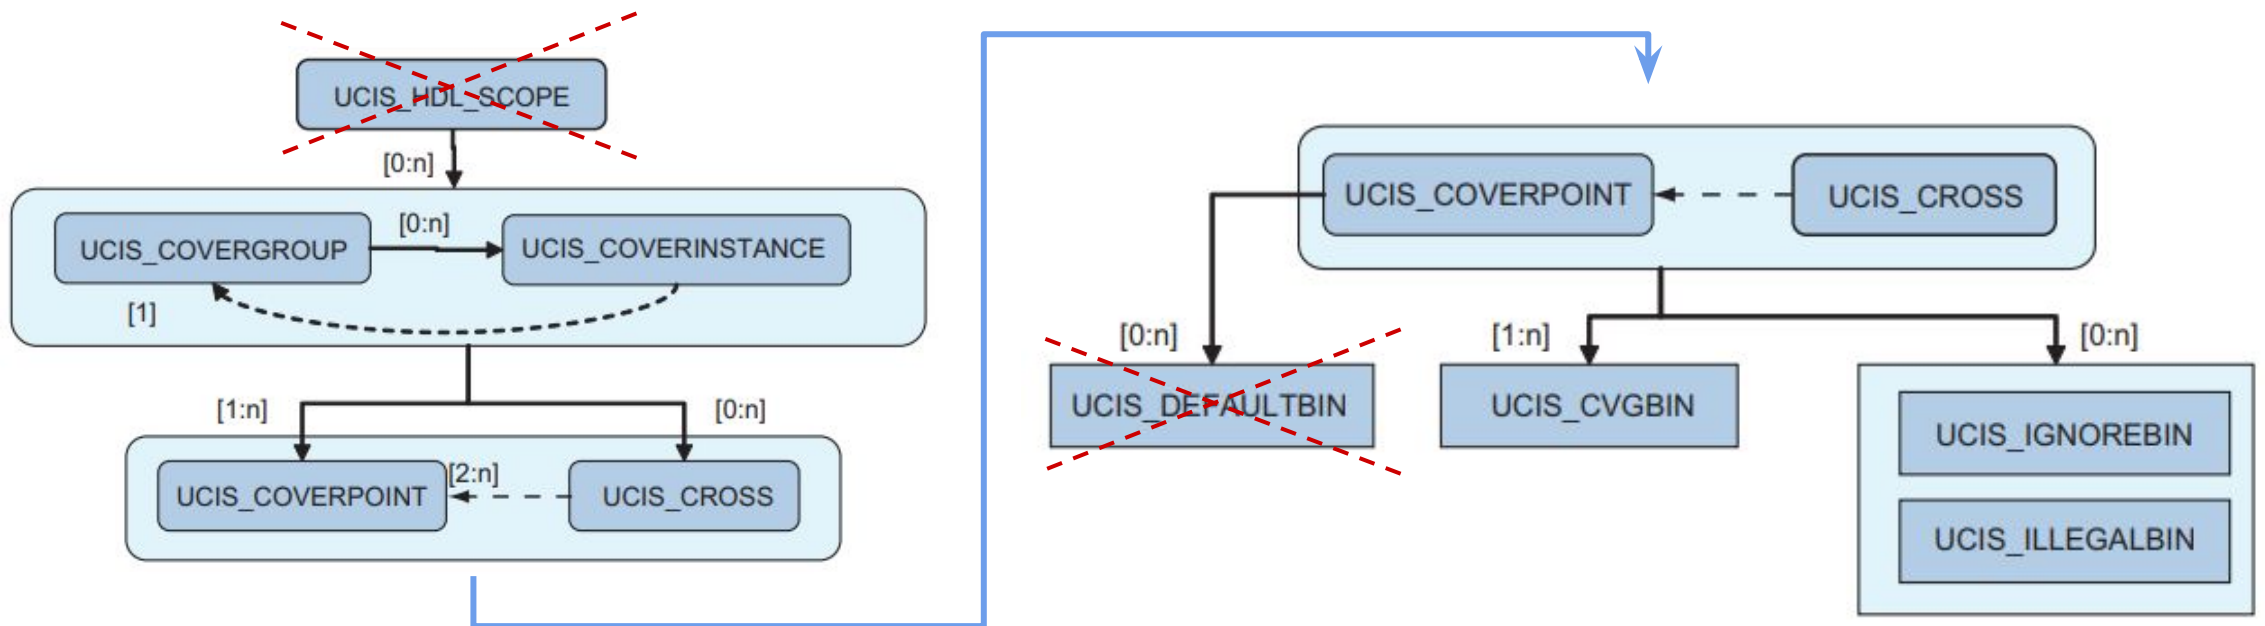 UCIS_HDL_SCOPE
[0:n]
UCIS_COVERGROUP
[0:n]
UCIS_COVERINSTANCE
[1]
[1:n]
[0:n]
UCIS_COVERPOINT
[2:n]
UCIS_CROSS
UCIS_COVERPOINT
UCIS_CROSS
[0:n]
[1:n]
[0:n]
UCIS_DEFAULTBIN
UCIS_CVGBIN
UCIS_IGNOREBIN
UCIS_ILLEGALBIN